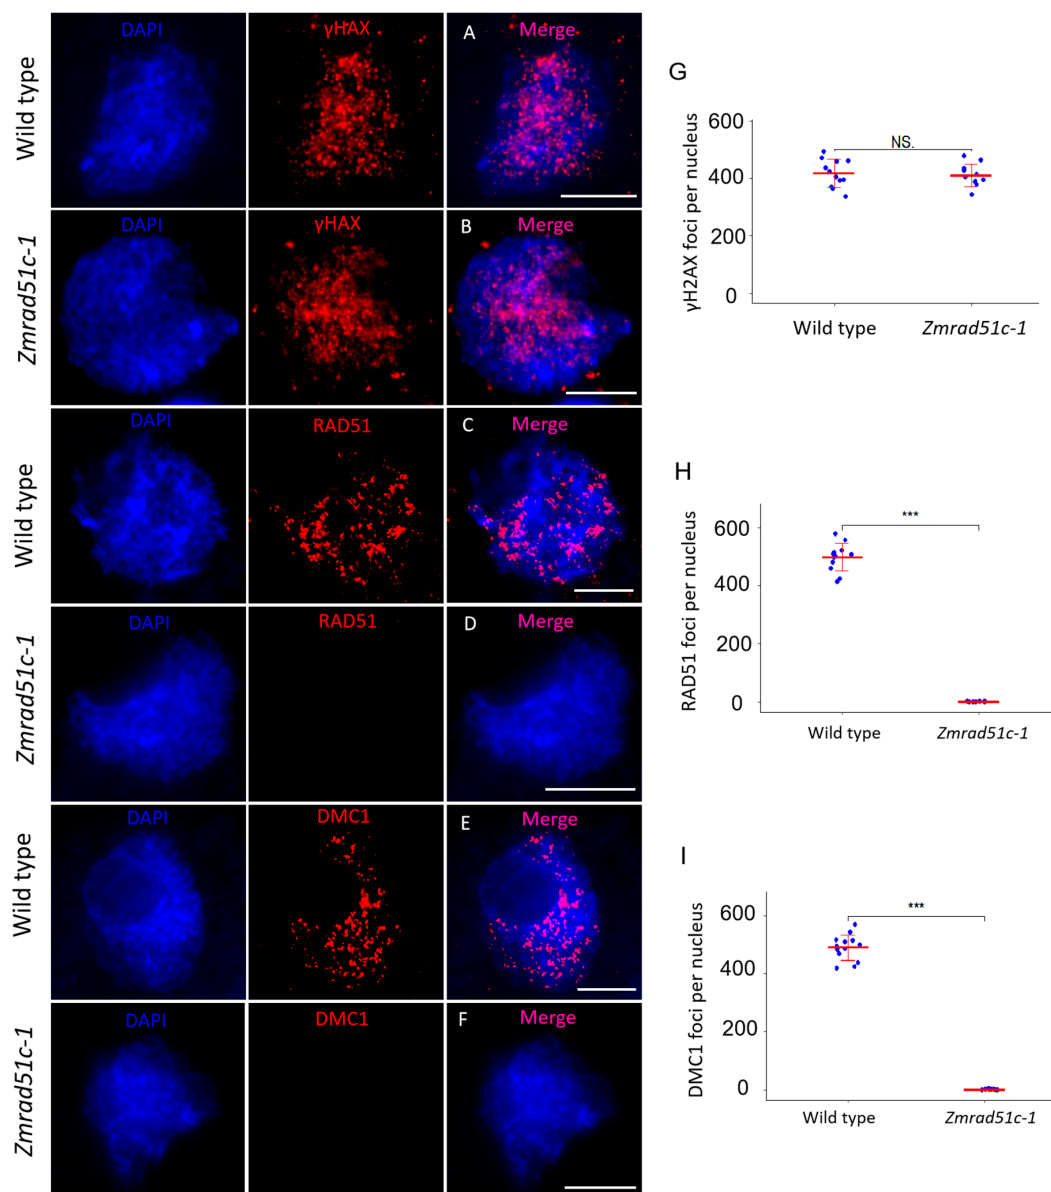 Wild type
DAPI
γHAX
A
Merge
Zmrad51c-1
DAPI
γHAX
B
Merge
Wild type
DAPI
RAD51
C
Merge
Zmrad51c-1
DAPI
RAD51
D
Merge
Wild type
DAPI
DMC1
E
Merge
Zmrad51c-1
DAPI
DMC1
F
Merge
G
γH2AX foci per nucleus
600
400
200
0
NS.
Wild type
Zmrad51c-1
H
RAD51 foci per nucleus
600
400
200
0
***
Wild type
Zmrad51c-1
I
DMC1 foci per nucleus
600
400
200
0
***
Wild type
Zmrad51c-1